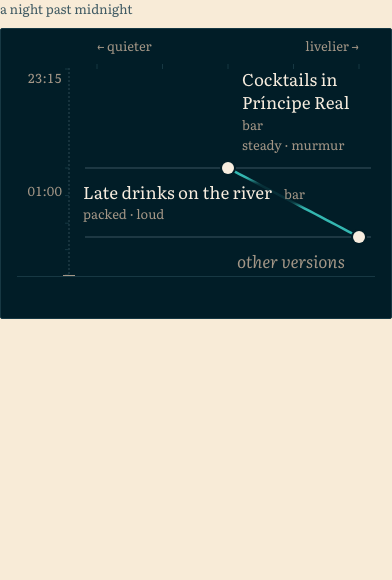 a night past midnight
← quieter
livelier →
23:15
Cocktails in
Príncipe Real
bar
steady · murmur
01:00
Late drinks on the river bar
packed · loud
other versions